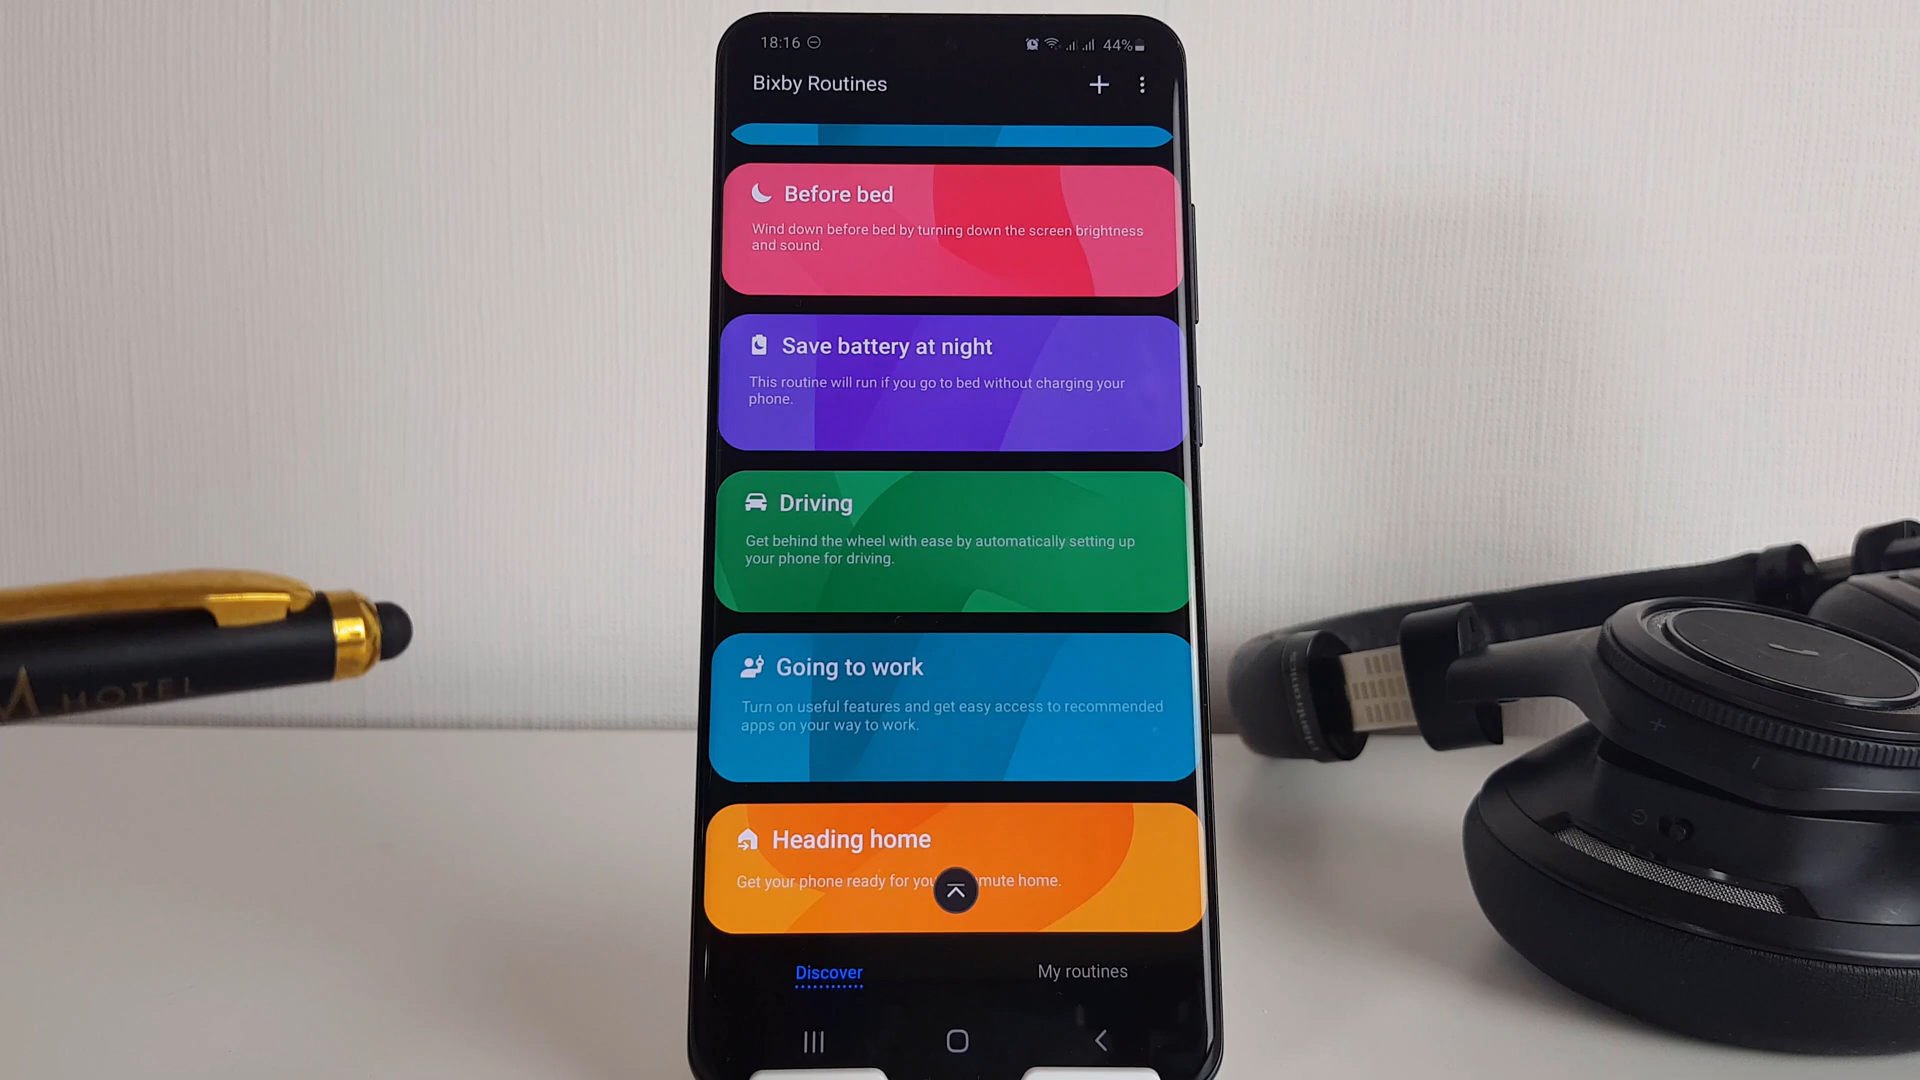 18:16
44%
Bixby Routines
Before bed
Wind down before bed by turning down the screen brightness
and sound.
Save battery at night
This routine will run if you go to bed without charging your
phone.
Driving
Get behind the wheel with ease by automatically setting up
your phone for driving.
Going to work
Turn on useful features and get easy access to recommended
apps on your way to work.
Heading home
Get your phone ready for you mute home.
Discover
My routines
HOTEL
plantronics